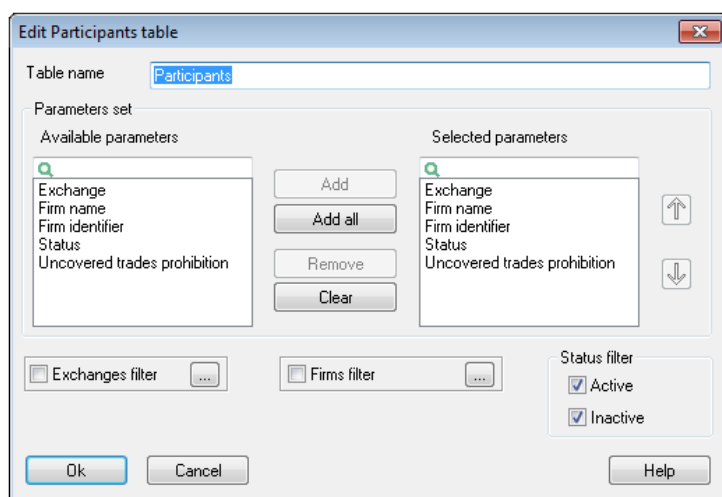 Edit Participants table
Table name Participants
Parameters set
Available parameters
Selected parameters
Exchange
Firm name
Firm identifier
Status
Uncovered trades prohibition
Add
Add all
Remove
Clear
Exchange
Firm name
Firm identifier
Status
Uncovered trades prohibition
Exchanges filter ...
Firms filter ...
Status filter
Active
Inactive
Ok
Cancel
Help